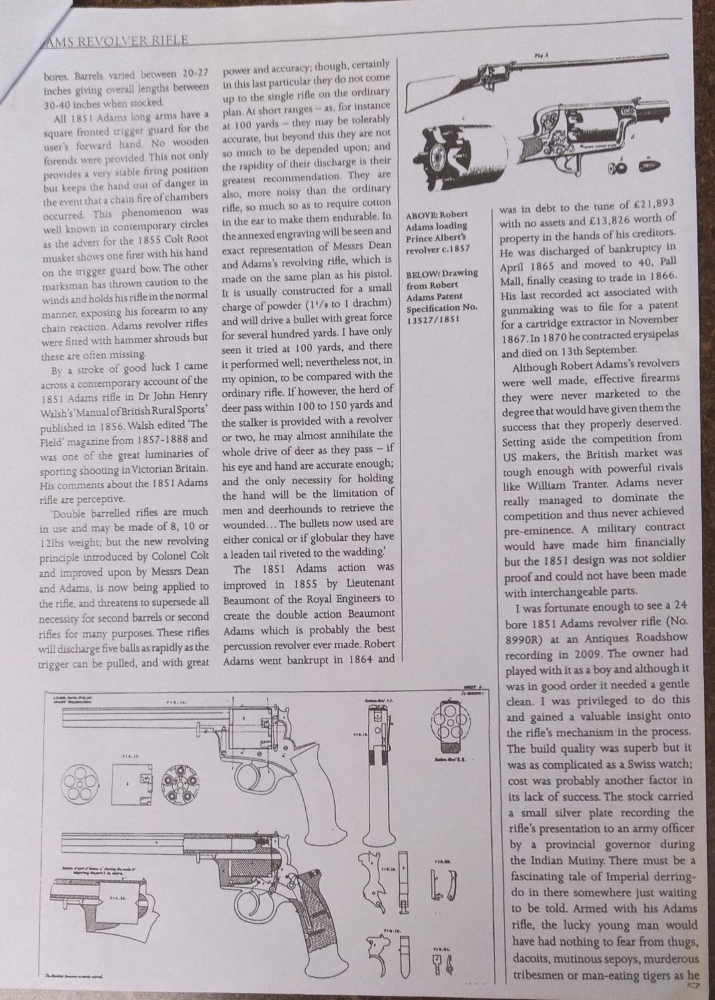 AMS REVOLVER RIFLE
bores. Barrels varied between 20-27
inches giving overall lengths between
30-40 inches when stocked.
All 1851 Adams long arms have a
square fronted trigger guard for the
user's forward hand. No wooden
forends were provided. This not only
provides a very stable firing position
but keeps the hand out of danger in
the event that a chain fire of chambers
occurred. This phenomenon was
well known in contemporary circles
as the advert for the 1855 Colt Root
musket shows one firer with his hand
on the trigger guard bow. The other
marksman has thrown caution to the
winds and holds his rifle in the normal
manner, exposing his forearm to any
chain reaction. Adams revolver rifles
were fitted with hammer shrouds but
these are often missing.
By a stroke of good luck I came
across a contemporary account of the
1851 Adams rifle in Dr John Henry
Walsh's 'Manual of British Rural Sports'
published in 1856. Walsh edited 'The
Field' magazine from 1857-1888 and
was one of the great luminaries of
sporting shooting in Victorian Britain.
His comments about the 1851 Adams
rifle are perceptive.
'Double barrelled rifles are much
in use and may be made of 8, 10 or
12lbs weight; but the new revolving
principle introduced by Colonel Colt
and improved upon by Messrs Dean
and Adams, is now being applied to
the rifle, and threatens to supersede all
necessity for second barrels or second
rifles for many purposes. These rifles
will discharge five balls as rapidly as the
trigger can be pulled, and with great
power and accuracy; though, certainly
in this last particular they do not come
up to the single rifle on the ordinary
plan. At short ranges – as, for instance
at 100 yards – they may be tolerably
accurate, but beyond this they are not
so much to be depended upon; and
the rapidity of their discharge is their
greatest recommendation. They are
also, more noisy than the ordinary
rifle, so much so as to require cotton
in the ear to make them endurable. In
the annexed engraving will be seen and
exact representation of Messrs Dean
and Adams's revolving rifle, which is
made on the same plan as his pistol.
It is usually constructed for a small
charge of powder (1¹/8 to 1 drachm)
and will drive a bullet with great force
for several hundred yards. I have only
seen it tried at 100 yards, and there
it performed well; nevertheless not, in
my opinion, to be compared with the
ordinary rifle. If however, the herd of
deer pass within 100 to 150 yards and
the stalker is provided with a revolver
or two, he may almost annihilate the
whole drive of deer as they pass – if
his eye and hand are accurate enough;
and the only necessity for holding
the hand will be the limitation of
men and deerhounds to retrieve the
wounded... The bullets now used are
either conical or if globular they have
a leaden tail riveted to the wadding.'
The 1851 Adams action was
improved in 1855 by Lieutenant
Beaumont of the Royal Engineers to
create the double action Beaumont
Adams which is probably the best
percussion revolver ever made. Robert
Adams went bankrupt in 1864 and
Fig. 1
ABOVE: Robert
Adams loading
Prince Albert's
revolver c.1857
BELOW: Drawing
from Robert
Adams Patent
Specification No.
13527/1851
was in debt to the tune of £21,893
with no assets and £13,826 worth of
property in the hands of his creditors.
He was discharged of bankruptcy in
April 1865 and moved to 40, Pall
Mall, finally ceasing to trade in 1866.
His last recorded act associated with
gunmaking was to file for a patent
for a cartridge extractor in November
1867. In 1870 he contracted erysipelas
and died on 13th September.
Although Robert Adams's revolvers
were well made, effective firearms
they were never marketed to the
degree that would have given them the
success that they properly deserved.
Setting aside the competition from
US makers, the British market was
tough enough with powerful rivals
like William Tranter. Adams never
really managed to dominate the
competition and thus never achieved
pre-eminence. A military contract
would have made him financially
but the 1851 design was not soldier
proof and could not have been made
with interchangeable parts.
I was fortunate enough to see a 24
bore 1851 Adams revolver rifle (No.
8990R) at an Antiques Roadshow
recording in 2009. The owner had
played with it as a boy and although it
was in good order it needed a gentle
clean. I was privileged to do this
and gained a valuable insight onto
the rifle's mechanism in the process.
The build quality was superb but it
was as complicated as a Swiss watch;
cost was probably another factor in
its lack of success. The stock carried
a small silver plate recording the
rifle's presentation to an army officer
by a provincial governor during
the Indian Mutiny. There must be a
fascinating tale of Imperial derring-
do in there somewhere just waiting
to be told. Armed with his Adams
rifle, the lucky young man would
have had nothing to fear from thugs,
dacoits, mutinous sepoys, murderous
tribesmen or man-eating tigers as he
FIG. 11.